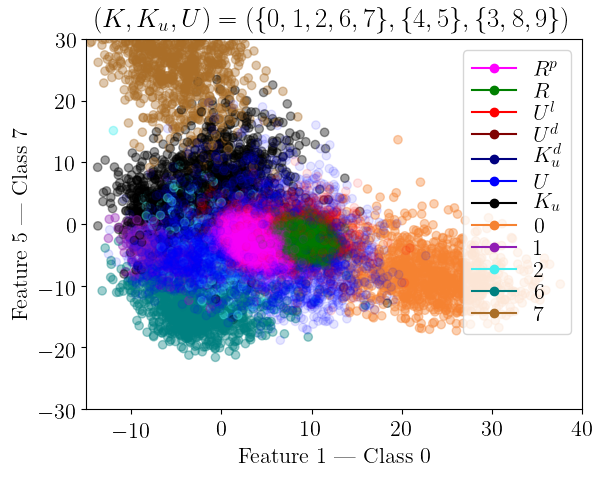 (K, K_u, U) = ({0, 1, 2, 6, 7}, {4, 5}, {3, 8, 9})
30
20
10
0
−10
−20
−30
Feature 5 — Class 7
R^p
R
U^l
U^d
K_u^d
U
K_u
0
1
2
6
7
−10
0
10
20
30
40
Feature 1 — Class 0